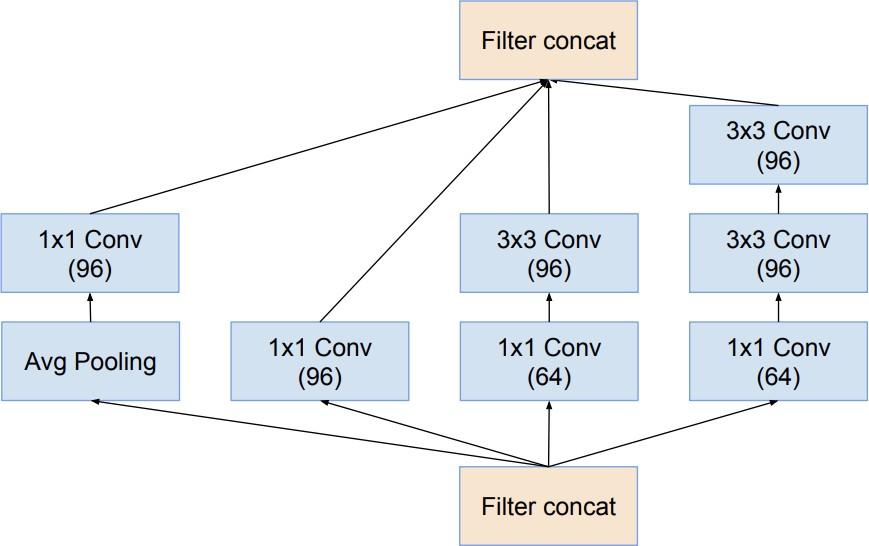 Filter concat
3x3 Conv
(96)
1x1 Conv
(96)
3x3 Conv
(96)
3x3 Conv
(96)
Avg Pooling
1x1 Conv
(96)
1x1 Conv
(64)
1x1 Conv
(64)
Filter concat